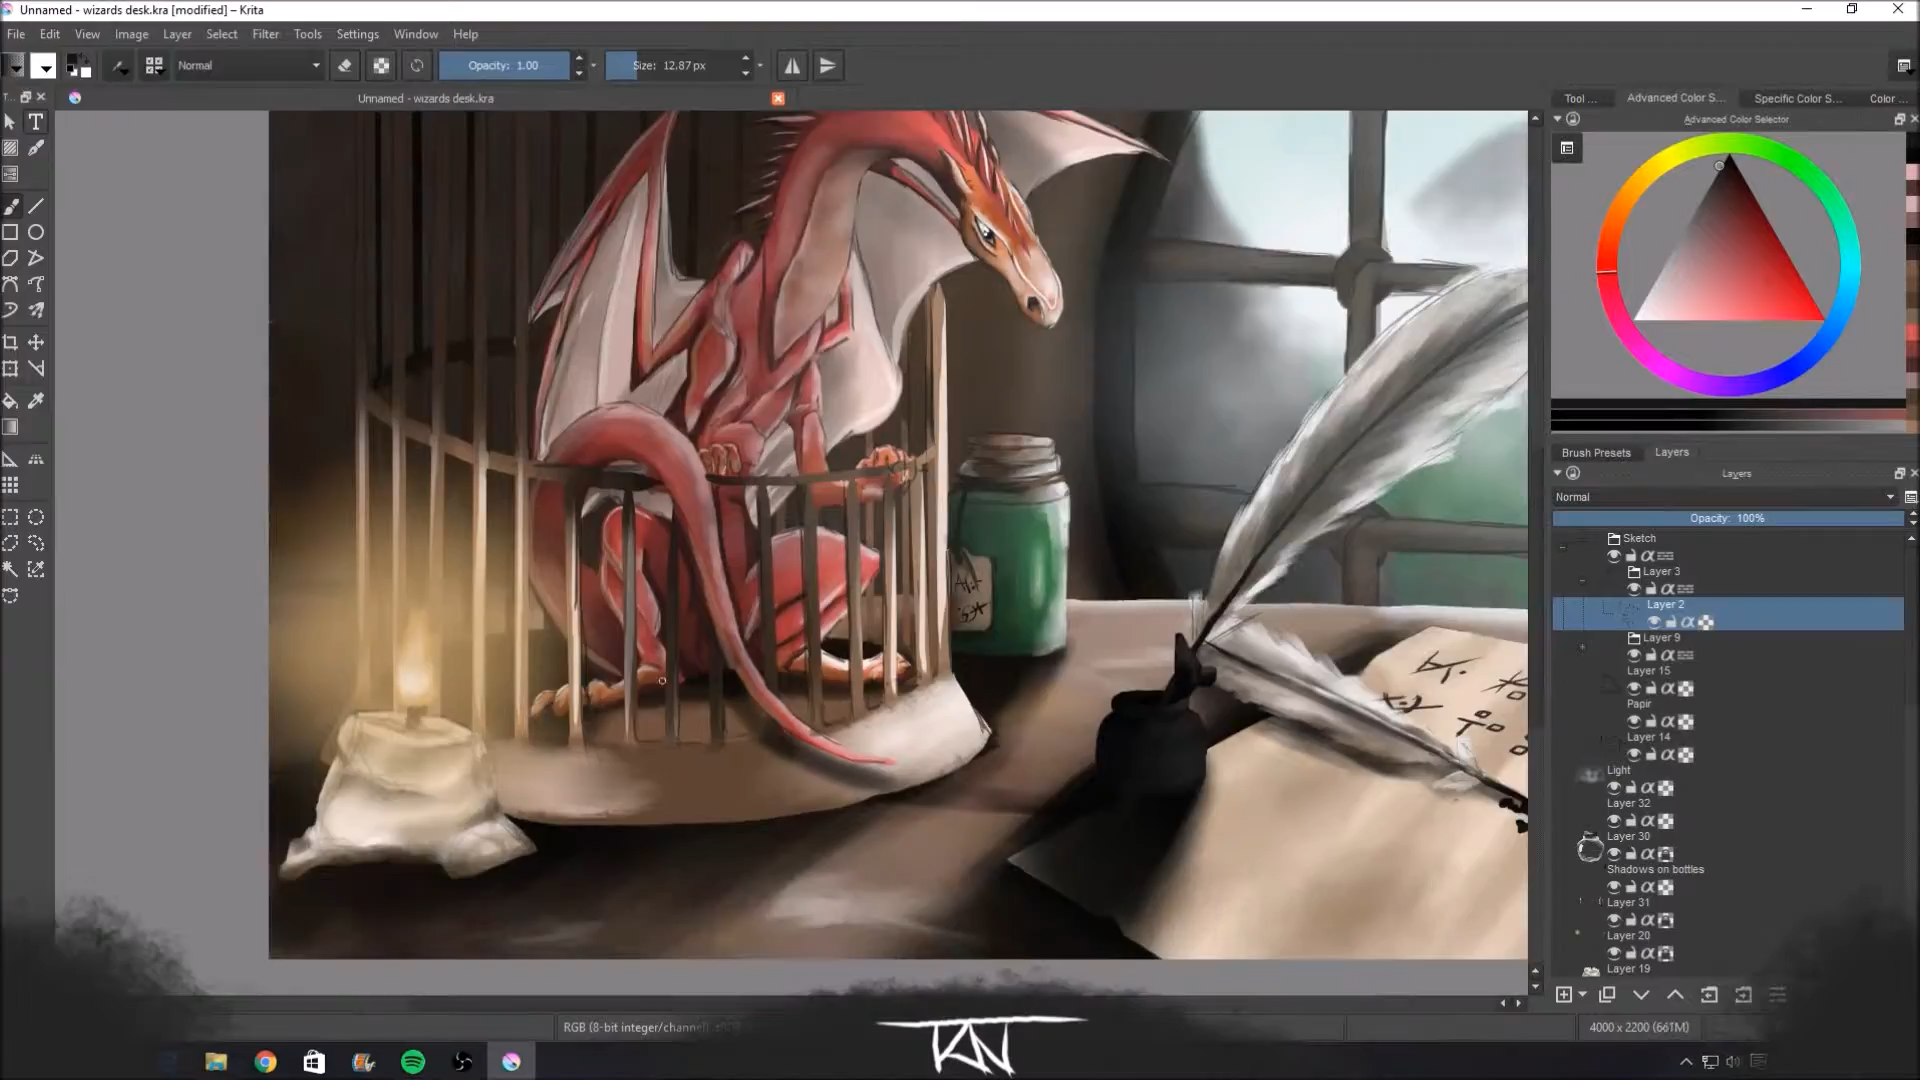 Unnamed - wizards desk.kra [modified] – Krita
File Edit View Image Layer Select Filter Tools Settings Window Help
Normal Opacity: 1.00 Size: 12.87 px
T... Unnamed - wizards desk.kra
Tool ... Advanced Color S... Specific Color S... Color ...
Advanced Color Selector
Brush Presets Layers
Layers
Normal
Opacity: 100%
Sketch
Layer 3
Layer 2
Layer 9
Layer 15
Papir
Layer 14
Light
Layer 32
Layer 30
Shadows on bottles
Layer 31
Layer 20
Layer 19
RGB (8-bit integer/channel)
4000 x 2200 (661M)
KN